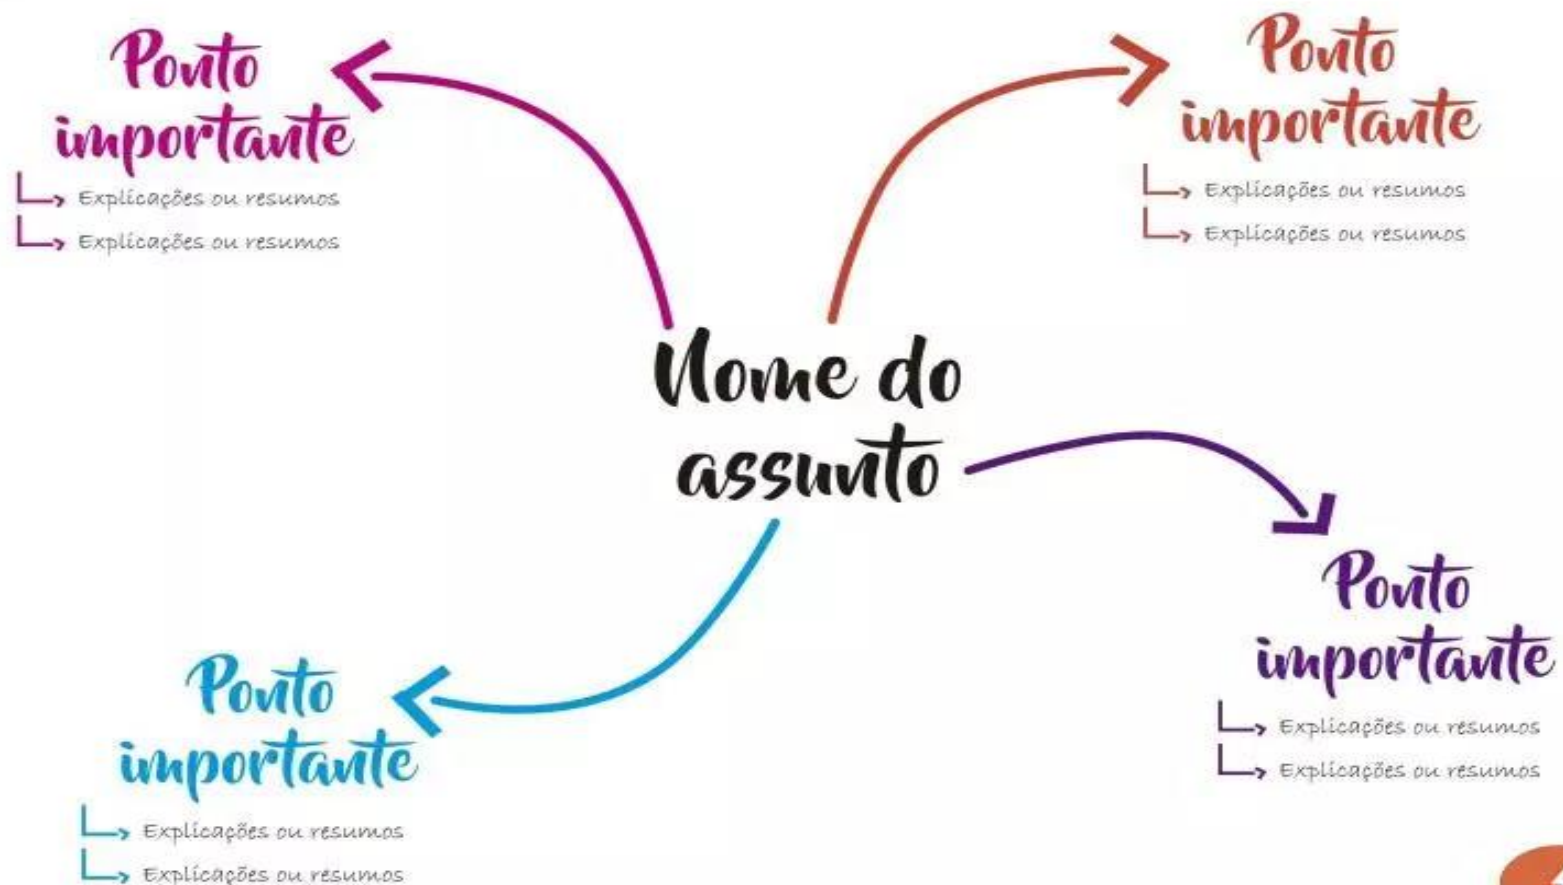 Ponto
importante
Explicações ou resumos
Explicações ou resumos
Ponto
importante
Explicações ou resumos
Explicações ou resumos
Nome do
assunto
Ponto
importante
Explicações ou resumos
Explicações ou resumos
Ponto
importante
Explicações ou resumos
Explicações ou resumos